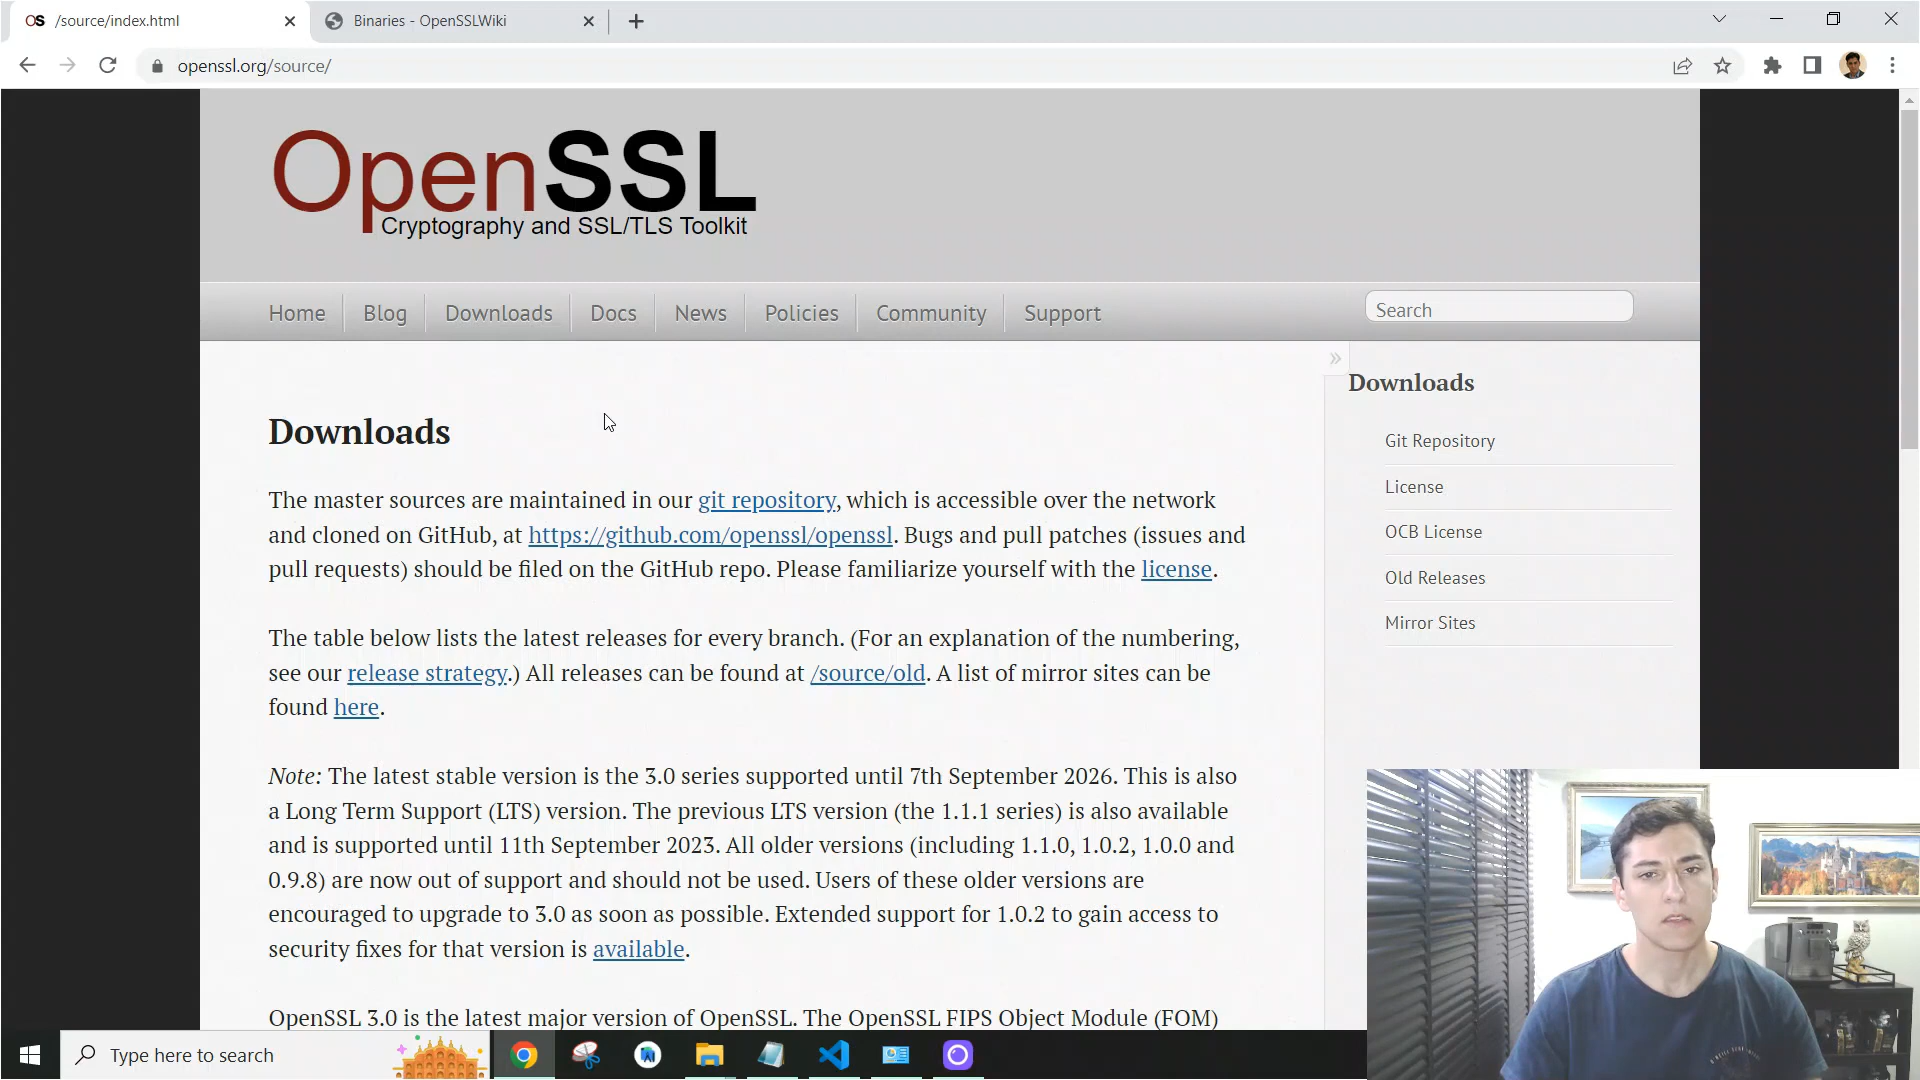 OS /source/index.html
Binaries - OpenSSLWiki
openssl.org/source/
OpenSSL
Cryptography and SSL/TLS Toolkit
Home Blog Downloads Docs News Policies Community Support
Search
Downloads
The master sources are maintained in our git repository, which is accessible over the network
and cloned on GitHub, at https://github.com/openssl/openssl. Bugs and pull patches (issues and
pull requests) should be filed on the GitHub repo. Please familiarize yourself with the license.
The table below lists the latest releases for every branch. (For an explanation of the numbering,
see our release strategy.) All releases can be found at /source/old. A list of mirror sites can be
found here.
Note: The latest stable version is the 3.0 series supported until 7th September 2026. This is also
a Long Term Support (LTS) version. The previous LTS version (the 1.1.1 series) is also available
and is supported until 11th September 2023. All older versions (including 1.1.0, 1.0.2, 1.0.0 and
0.9.8) are now out of support and should not be used. Users of these older versions are
encouraged to upgrade to 3.0 as soon as possible. Extended support for 1.0.2 to gain access to
security fixes for that version is available.
OpenSSL 3.0 is the latest major version of OpenSSL. The OpenSSL FIPS Object Module (FOM)
» Downloads
Git Repository
License
OCB License
Old Releases
Mirror Sites
Type here to search